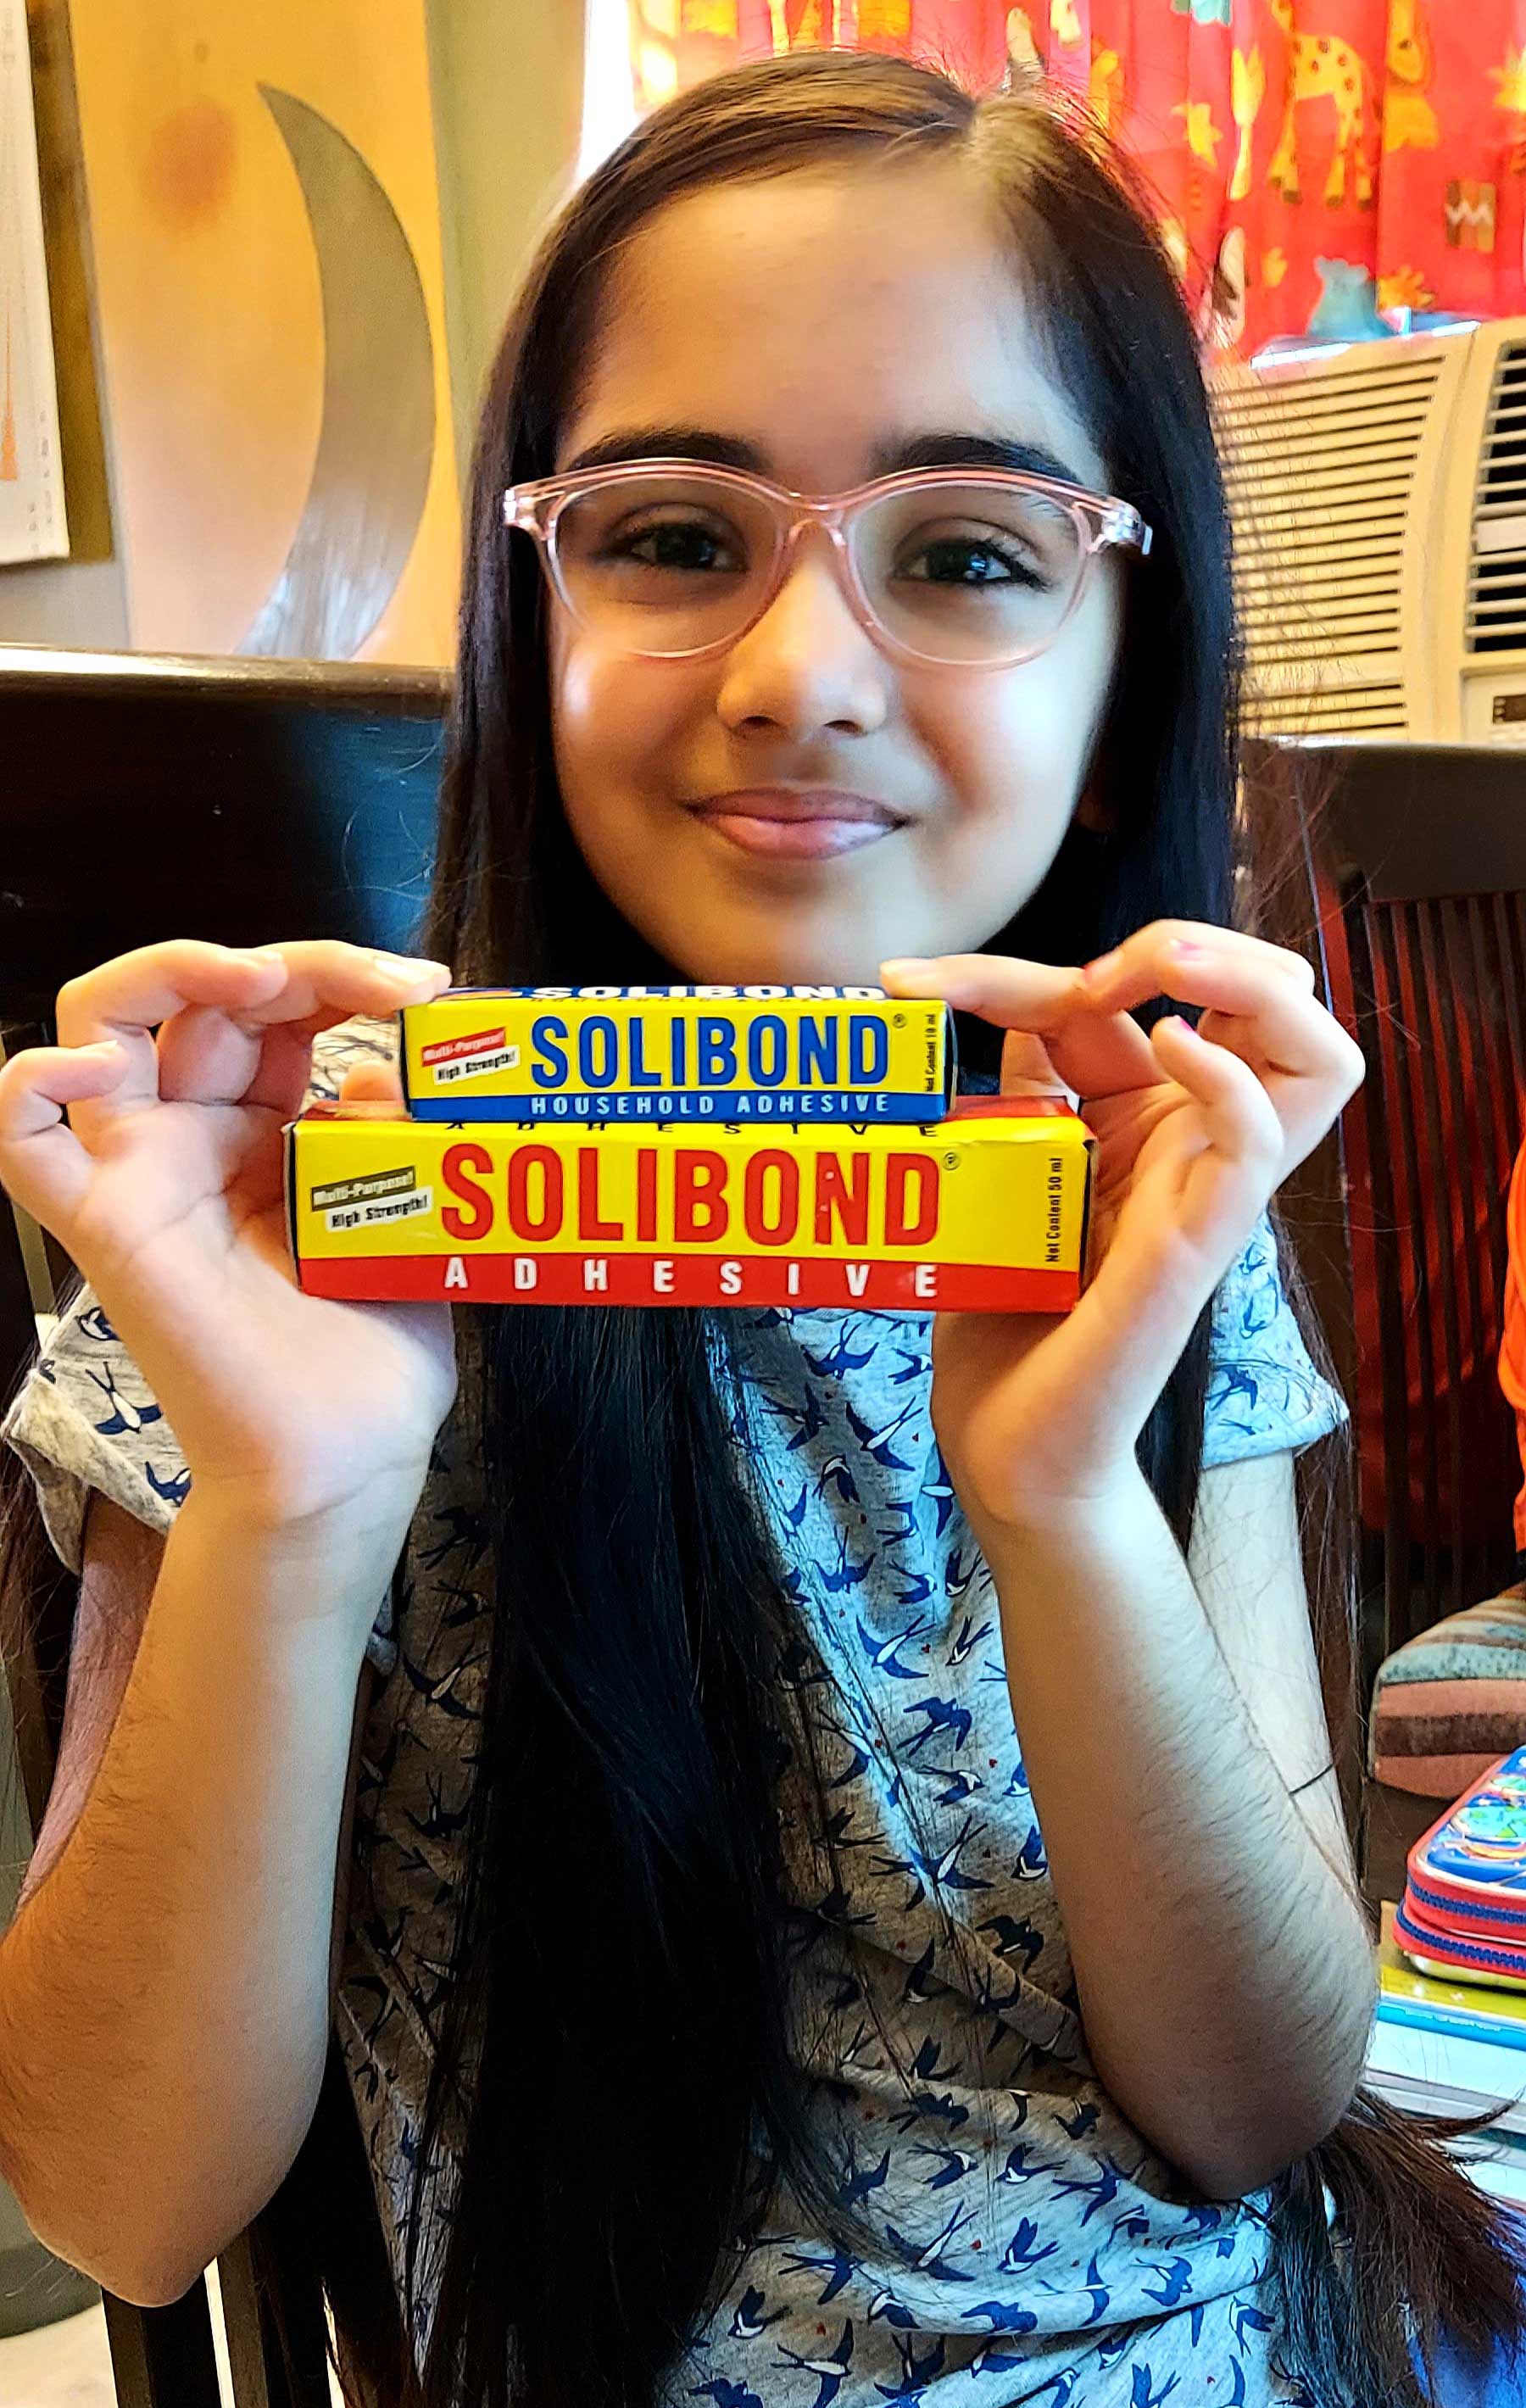 SOLIBOND
Multi-Purpose!
High Strength!
SOLIBOND®
Net Content 10 ml
HOUSEHOLD ADHESIVE
ADHESIVE
Multi-Purpose!
High Strength!
SOLIBOND®
Net Content 50 ml
ADHESIVE